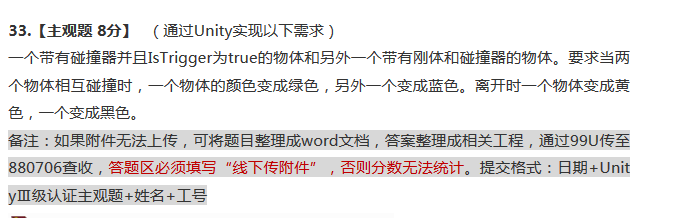 33.【主观题 8分】 （通过Unity实现以下需求）
一个带有碰撞器并且IsTrigger为true的物体和另外一个带有刚体和碰撞器的物体。要求当两
个物体相互碰撞时，一个物体的颜色变成绿色，另外一个变成蓝色。离开时一个物体变成黄
色，一个变成黑色。
备注：如果附件无法上传，可将题目整理成word文档，答案整理成相关工程，通过99U传至
880706查收，答题区必须填写“线下传附件”，否则分数无法统计。提交格式：日期+Unit
yⅢ级认证主观题+姓名+工号